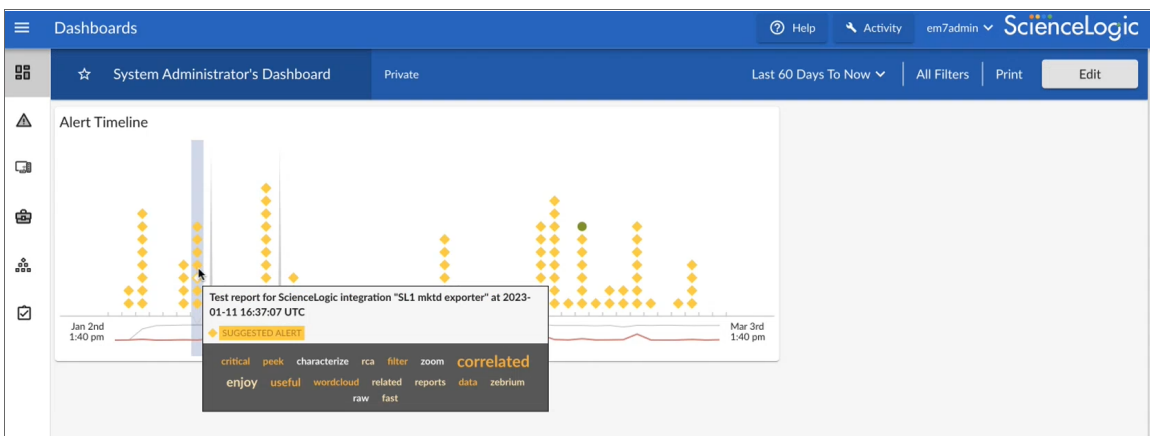 Dashboards
Help
Activity
em7admin
ScienceLogic
System Administrator's Dashboard
Private
Last 60 Days To Now
All Filters
Print
Edit
Alert Timeline
Test report for ScienceLogic integration "SL1 mktd exporter" at 2023-
01-11 16:37:07 UTC
SUGGESTED ALERT
critical peek characterize rca filter zoom correlated
enjoy useful wordcloud related reports data zebrium
raw fast
Jan 2nd
1:40 pm
Mar 3rd
1:40 pm